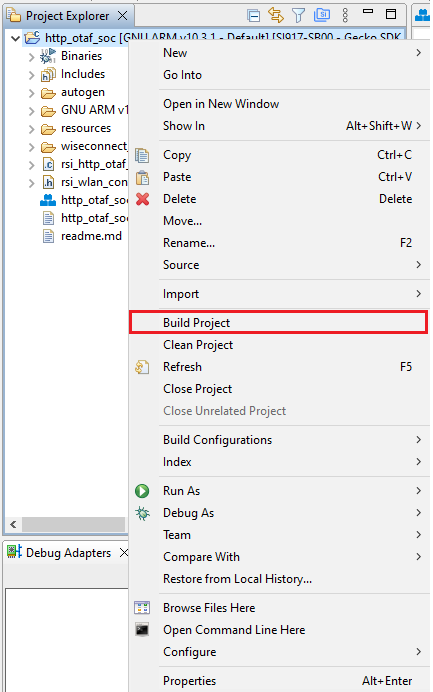 Project Explorer
http_otaf_soc [GNU ARM v10.3.1 - Default] [SI917-SB00 - Gecko SDK
Binaries
Includes
autogen
GNU ARM v1
resources
wiseconnect_
rsi_http_otaf_
rsi_wlan_con
http_otaf_soc
http_otaf_soc
readme.md
New
Go Into
Open in New Window
Show In Alt+Shift+W
Copy Ctrl+C
Paste Ctrl+V
Delete Delete
Move...
Rename... F2
Source
Import
Build Project
Clean Project
Refresh F5
Close Project
Close Unrelated Project
Build Configurations
Index
Run As
Debug As
Team
Compare With
Restore from Local History...
Browse Files Here
Open Command Line Here
Configure
Properties Alt+Enter
Debug Adapters